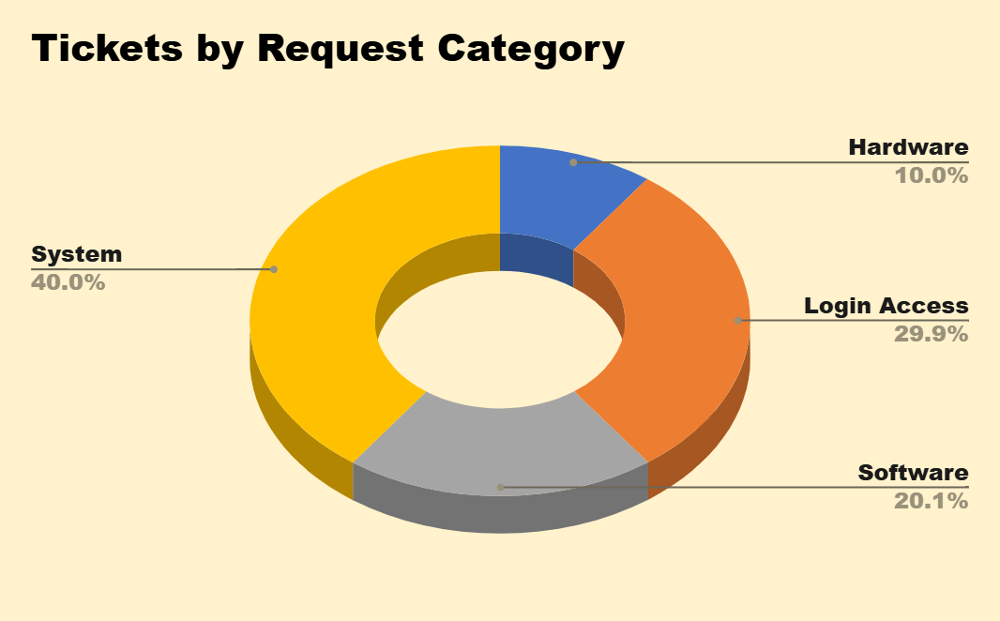 Tickets by Request Category
Hardware
10.0%
System
40.0%
Login Access
29.9%
Software
20.1%